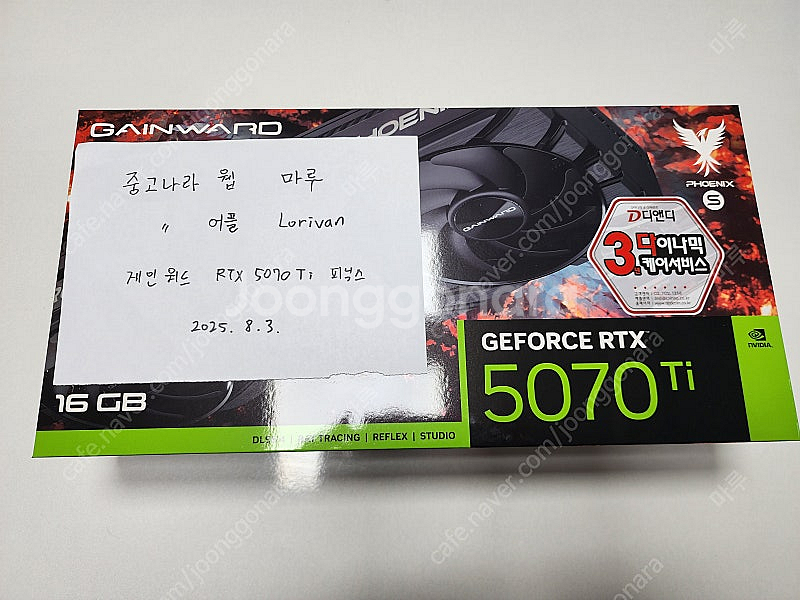 GAINWARD
PHOENIX
S
GAINWARD
중고나라 웹 마루
〃 어플 Lorivan
게인워드 RTX 5070 Ti 피닉스
2025. 8. 3.
D디앤디
3년 다이나믹
케어서비스
GEFORCE RTX
5070 Ti
NVIDIA
16 GB
TRACING | REFLEX | STUDIO
joonggonara
cafe.naver.com/joonggonara
마루